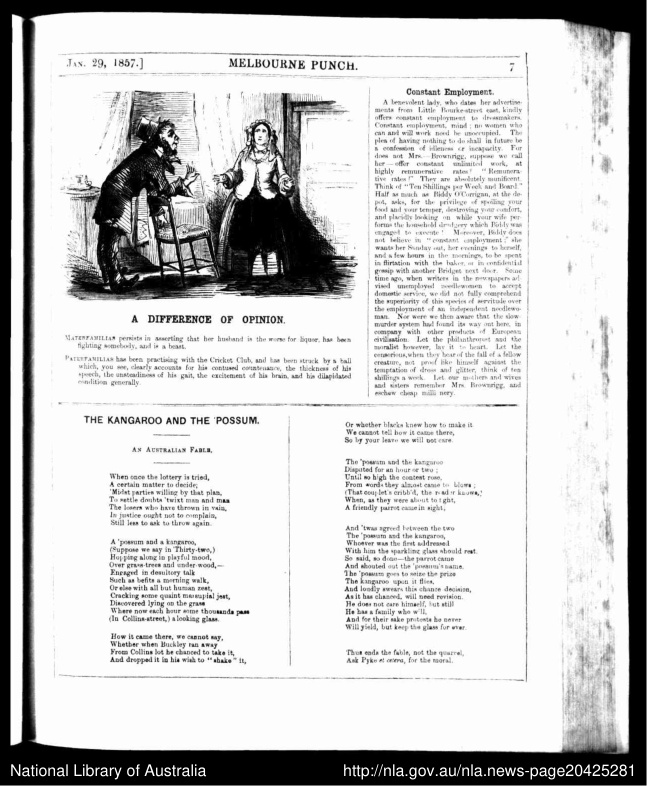 JAN. 29, 1857.]
MELBOURNE PUNCH.
7
A DIFFERENCE OF OPINION.
MATERFAMILIAS persists in asserting that her husband is the worse for liquor, has been
fighting somebody, and is a beast.
PATERFAMILIAS has been practising with the Cricket Club, and has been struck by a ball
which, you see, clearly accounts for his contused countenance, the thickness of his
speech, the unsteadiness of his gait, the excitement of his brain, and his dilapidated
condition generally.
Constant Employment.
A benevolent lady, who dates her advertise-
ments from Little Bourke-street east, kindly
offers constant employment to dressmakers.
Constant employment, mind; no women who
can and will work need be unoccupied. The
plea of having nothing to do shall in future be
a confession of idleness or incapacity. For
does not Mrs.—Brownrigg, suppose we call
her—offer constant unlimited work, at
highly remunerative rates? "Remunera-
tive rates!" They are absolutely munificent.
Think of "Ten Shillings per Week and Board."
Half as much as Biddy O'Corrigan, at the de-
pot, asks, for the privilege of spoiling your
food and your temper, destroying your comfort,
and placidly looking on while your wife per-
forms the household drudgery which Biddy was
engaged to execute! Moreover, Biddy does
not believe in "constant employment;" she
wants her Sunday out, her evenings to herself,
and a few hours in the mornings, to be spent
in flirtation with the baker, or in confidential
gossip with another Bridget next door. Some
time ago, when writers in the newspapers ad-
vised unemployed needlewomen to accept
domestic service, we did not fully comprehend
the superiority of this species of servitude over
the employment of an independent needlewo-
man. Nor were we then aware that the slow
murder system had found its way out here, in
company with other products of European
civilisation. Let the philanthropist and the
moralist however, lay it to heart. Let the
censorious, when they hear of the fall of a fellow
creature, not proof like himself against the
temptation of dress and glitter, think of ten
shillings a week. Let our mothers and wives
and sisters remember Mrs. Brownrigg, and
eschew cheap millinery.
THE KANGAROO AND THE 'POSSUM.
AN AUSTRALIAN FABLE.
When once the lottery is tried,
A certain matter to decide;
'Midst parties willing by that plan,
To settle doubts 'twixt man and man
The losers who have thrown in vain,
In justice ought not to complain,
Still less to ask to throw again.
A 'possum and a kangaroo,
(Suppose we say in Thirty-two,)
Hopping along in playful mood,
Over grass-trees and under-wood,—
Engaged in desultory talk
Such as befits a morning walk,
Or else with all but human zest,
Cracking some quaint marsupial jest,
Discovered lying on the grass
Where now each hour some thousands pass
(In Collins-street,) a looking glass.
How it came there, we cannot say,
Whether when Buckley ran away
From Collins lot he chanced to take it,
And dropped it in his wish to "shake" it,
Or whether blacks knew how to make it
We cannot tell how it came there,
So by your leave we will not care.
The 'possum and the kangaroo
Disputed for an hour or two;
Until so high the contest rose,
From words they almost came to blows;
(That couplet's cribb'd, the reader knows,)
When, as they were about to fight,
A friendly parrot came in sight,
And 'twas agreed between the two
The 'possum and the kangaroo,
Whoever was the first addressed
With him the sparkling glass should rest.
So said, so done—the parrot came
And shouted out the 'possum's name.
The 'possum goes to seize the prize
The kangaroo upon it flies,
And loudly swears this chance decision,
As it has chanced, will need revision.
He does not care himself, but still
He has a family who will,
And for their sake protests he never
Will yield, but keep the glass for ever.
Thus ends the fable, not the quarrel,
Ask Pyke et cetera, for the moral.
National Library of Australia
http://nla.gov.au/nla.news-page20425281